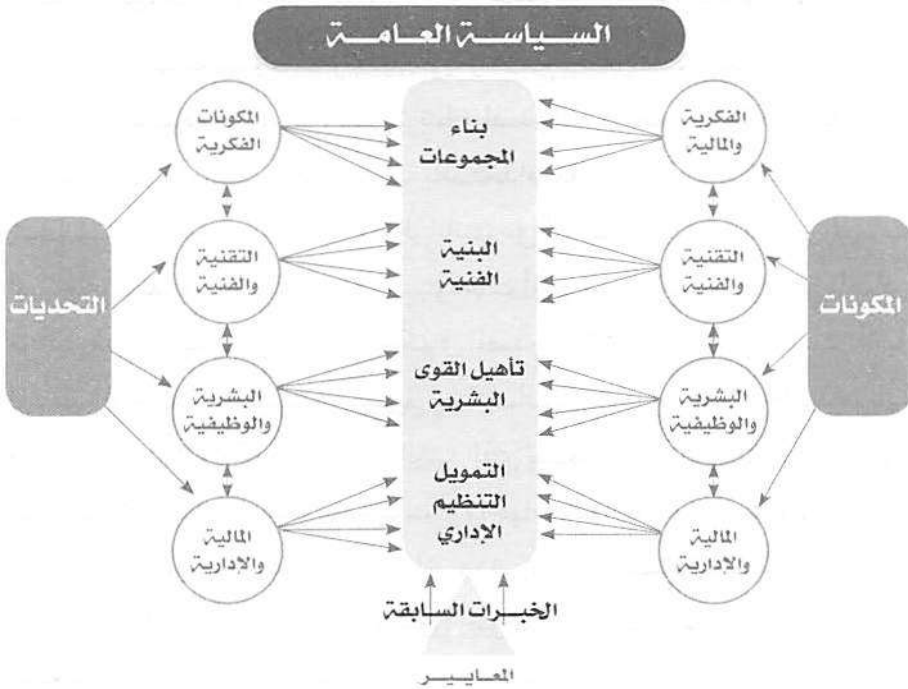 السياسة العامة
الفكرية
والمالية
بناء
المجموعات
المكونات
الفكرية
المكونات
التقنية
والفنية
البنية
الفنية
التقنية
والفنية
التحديات
البشرية
والوظيفية
تأهيل القوى
البشرية
البشرية
والوظيفية
المالية
والإدارية
التمويل
التنظيم
الإداري
المالية
والإدارية
الخبرات السابقة
المعايير